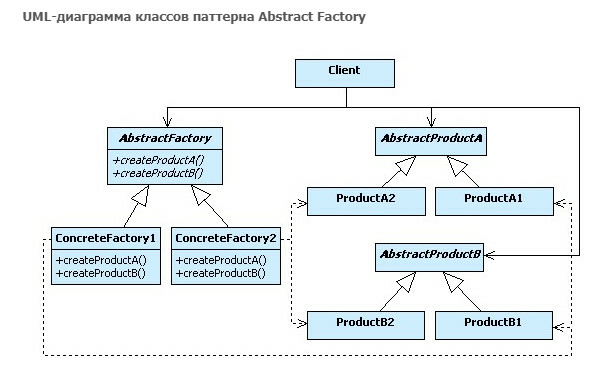 UML-диаграмма классов паттерна Abstract Factory
Client
AbstractFactory
+createProductA()
+createProductB()
AbstractProductA
ProductA2
ProductA1
ConcreteFactory1
+createProductA()
+createProductB()
ConcreteFactory2
+createProductA()
+createProductB()
AbstractProductB
ProductB2
ProductB1